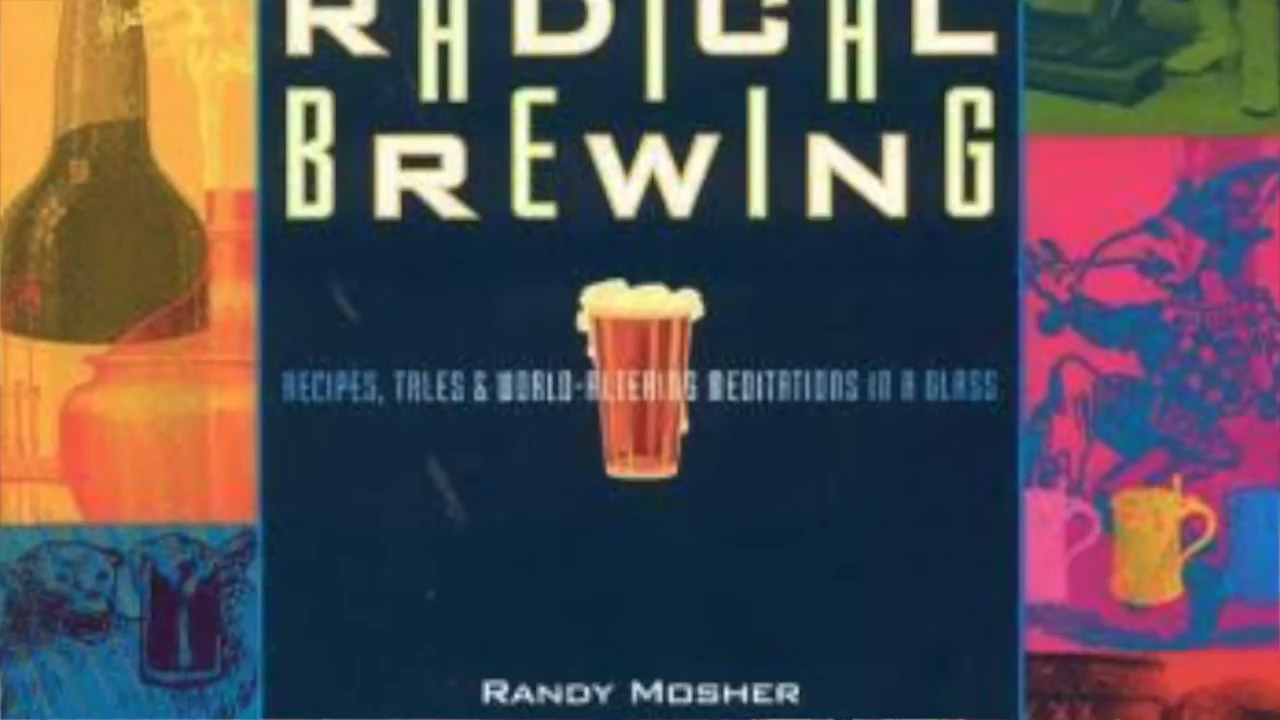 RADICAL
BREWING
RECIPES, TALES & WORLD-ALTERING MEDITATIONS IN A GLASS
RANDY MOSHER